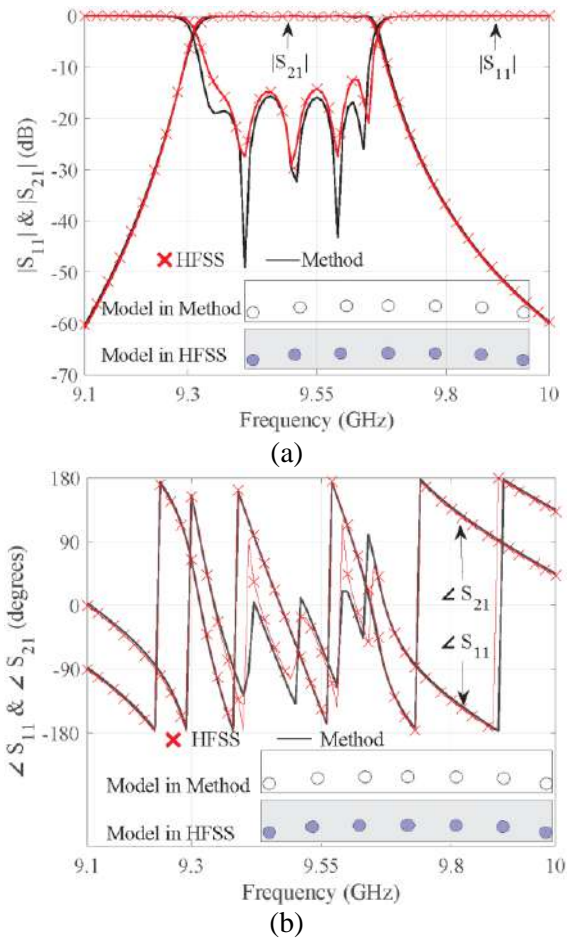 0
-10
-20
-30
-40
-50
-60
-70
|S11| & |S21| (dB)
|S21|
|S11|
HFSS
Method
Model in Method
Model in HFSS
9.1
9.3
9.55
9.8
10
Frequency (GHz)
(a)
180
90
0
-90
-180
∠ S11 & ∠ S21 (degrees)
∠ S21
∠ S11
HFSS
Method
Model in Method
Model in HFSS
9.1
9.3
9.55
9.8
10
Frequency (GHz)
(b)